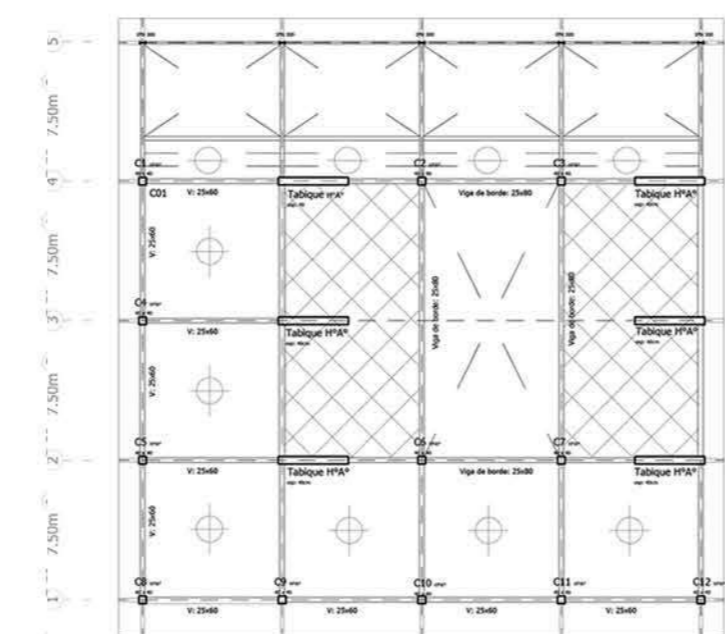 5
7.50m
C1
C2
C3
4
C01
V: 25x60
Tabique HºAº
Viga de borde: 25x80
Tabique HºAº
V: 25x60
7.50m
Viga de borde: 25x80
Viga de borde: 25x80
C4
3
V: 25x60
Tabique HºAº
Tabique HºAº
V: 25x60
7.50m
C5
C6
C7
2
V: 25x60
Tabique HºAº
Viga de borde: 25x80
Tabique HºAº
V: 25x60
7.50m
C8
C9
C10
C11
C12
1
V: 25x60
V: 25x60
V: 25x60
V: 25x60